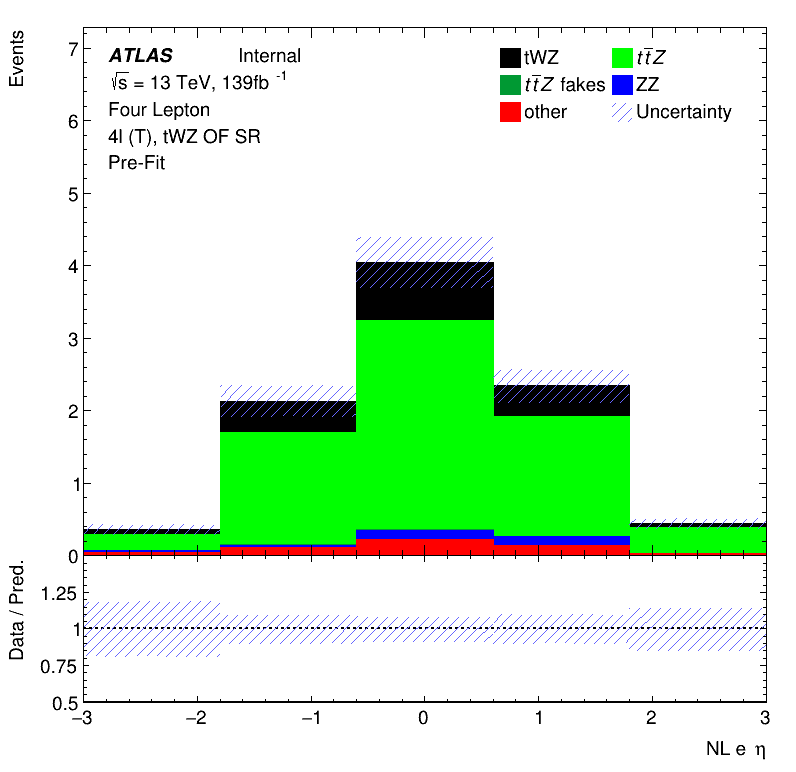 Events
7
6
5
4
3
2
1
0
ATLAS Internal
√s = 13 TeV, 139fb -1
Four Lepton
4l (T), tWZ OF SR
Pre-Fit
tWZ
tt̄Z
tt̄Z fakes
ZZ
other
Uncertainty
Data / Pred.
1.25
1
0.75
0.5
−3 −2 −1 0 1 2 3
NL e η